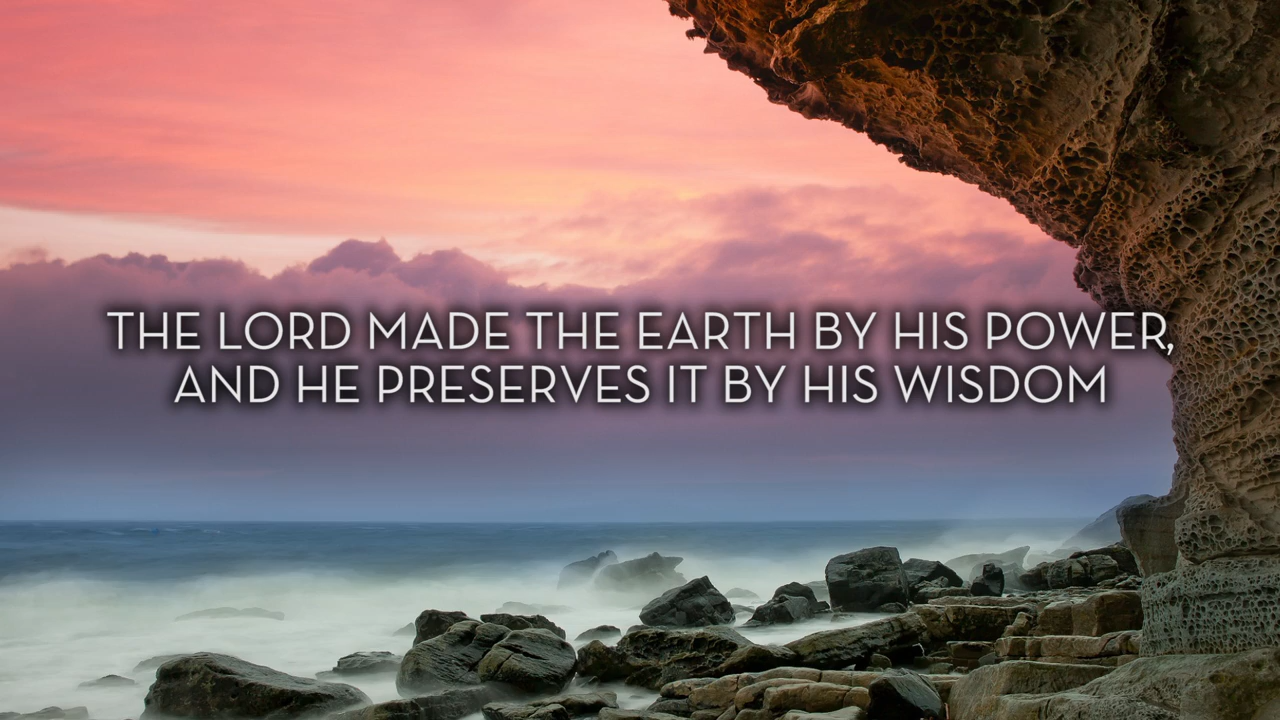 THE LORD MADE THE EARTH BY HIS POWER,
AND HE PRESERVES IT BY HIS WISDOM